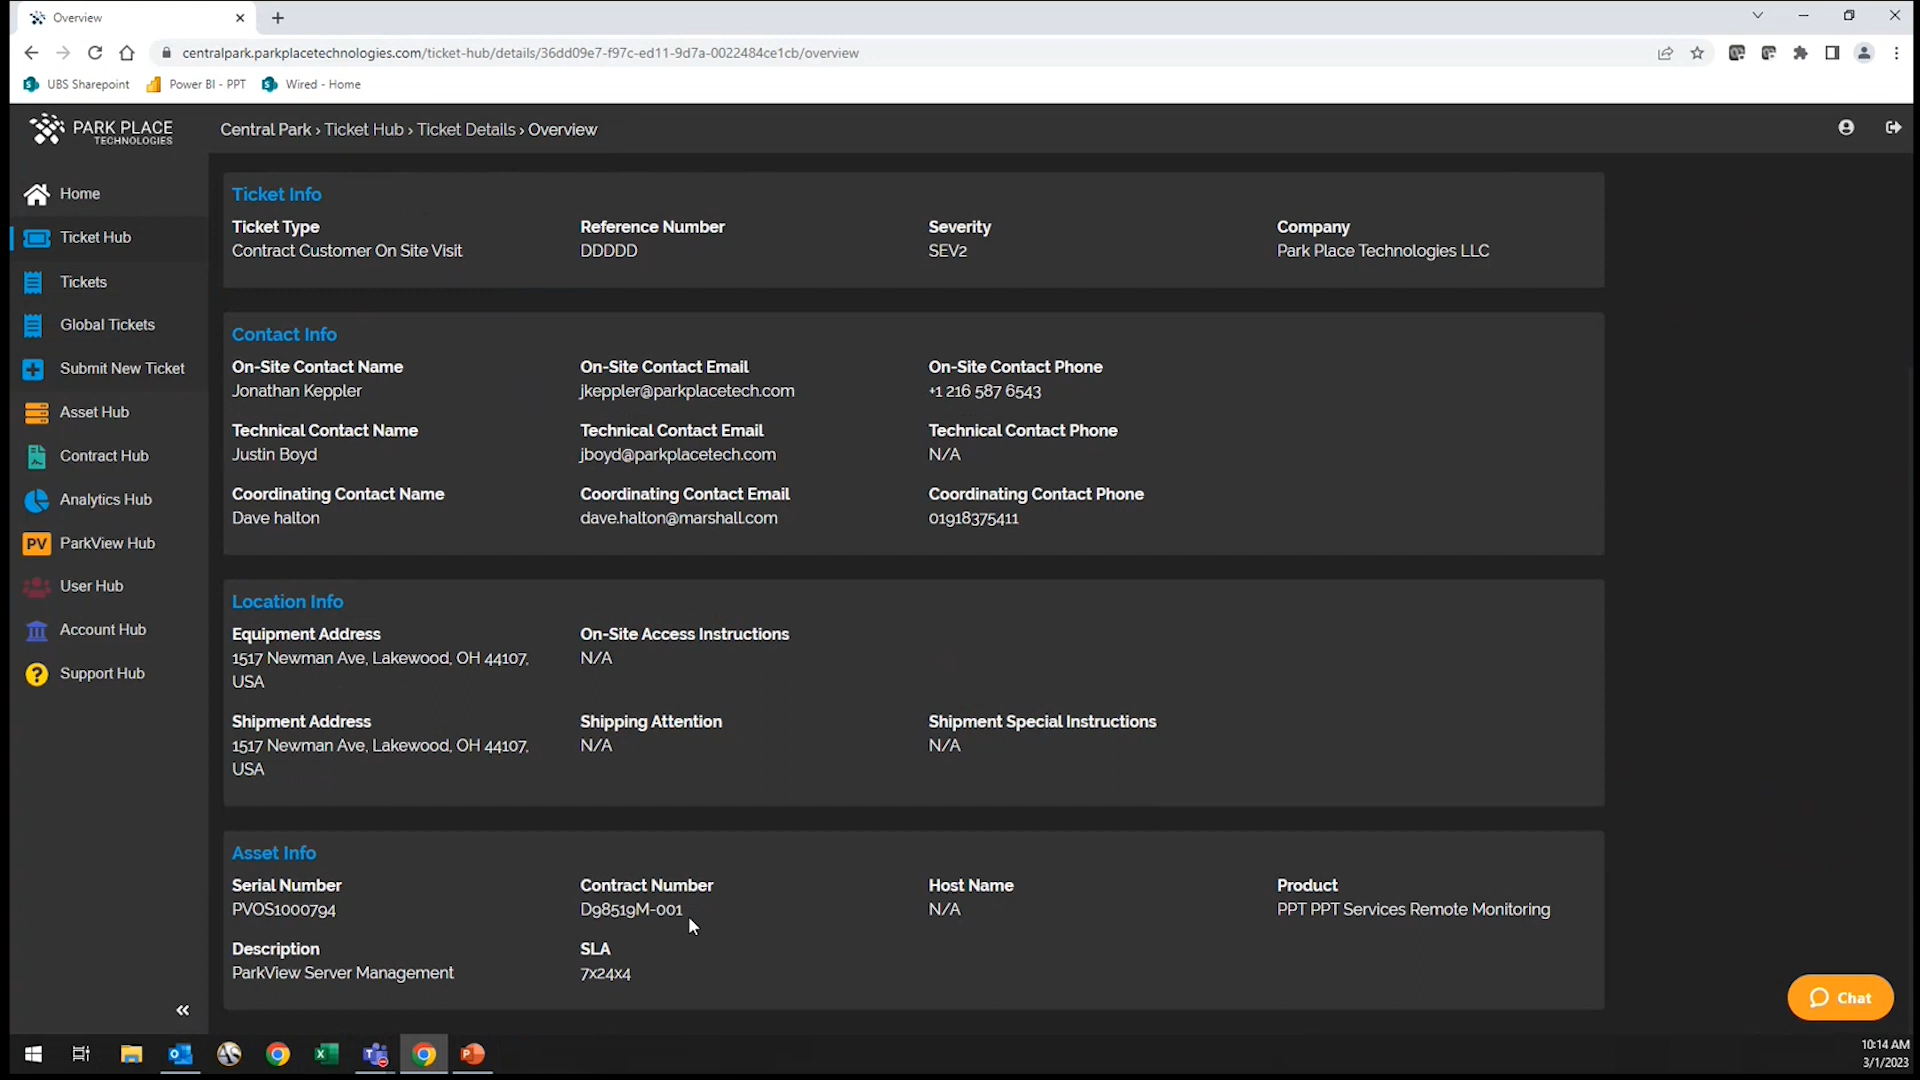 Overview
centralpark.parkplacetechnologies.com/ticket-hub/details/36dd09e7-f97c-ed11-9d7a-0022484ce1cb/overview
UBS Sharepoint
Power BI - PPT
Wired - Home
PARK PLACE
TECHNOLOGIES
Central Park › Ticket Hub › Ticket Details › Overview
Home
Ticket Hub
Tickets
Global Tickets
Submit New Ticket
Asset Hub
Contract Hub
Analytics Hub
PV
ParkView Hub
User Hub
Account Hub
Support Hub
Ticket Info
Ticket Type
Contract Customer On Site Visit
Reference Number
DDDDD
Severity
SEV2
Company
Park Place Technologies LLC
Contact Info
On-Site Contact Name
Jonathan Keppler
On-Site Contact Email
jkeppler@parkplacetech.com
On-Site Contact Phone
+1 216 587 6543
Technical Contact Name
Justin Boyd
Technical Contact Email
jboyd@parkplacetech.com
Technical Contact Phone
N/A
Coordinating Contact Name
Dave halton
Coordinating Contact Email
dave.halton@marshall.com
Coordinating Contact Phone
01918375411
Location Info
Equipment Address
1517 Newman Ave, Lakewood, OH 44107,
USA
On-Site Access Instructions
N/A
Shipment Address
1517 Newman Ave, Lakewood, OH 44107,
USA
Shipping Attention
N/A
Shipment Special Instructions
N/A
Asset Info
Serial Number
PVOS1000794
Contract Number
D98519M-001
Host Name
N/A
Product
PPT PPT Services Remote Monitoring
Description
ParkView Server Management
SLA
7x24x4
Chat
10:14 AM
3/1/2023